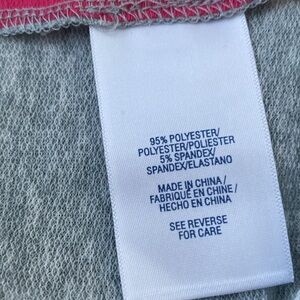 95% POLYESTER/
POLYESTER/POLIESTER
5% SPANDEX/
SPANDEX/ELASTANO
MADE IN CHINA/
FABRIQUÉ EN CHINE/
HECHO EN CHINA
SEE REVERSE
FOR CARE